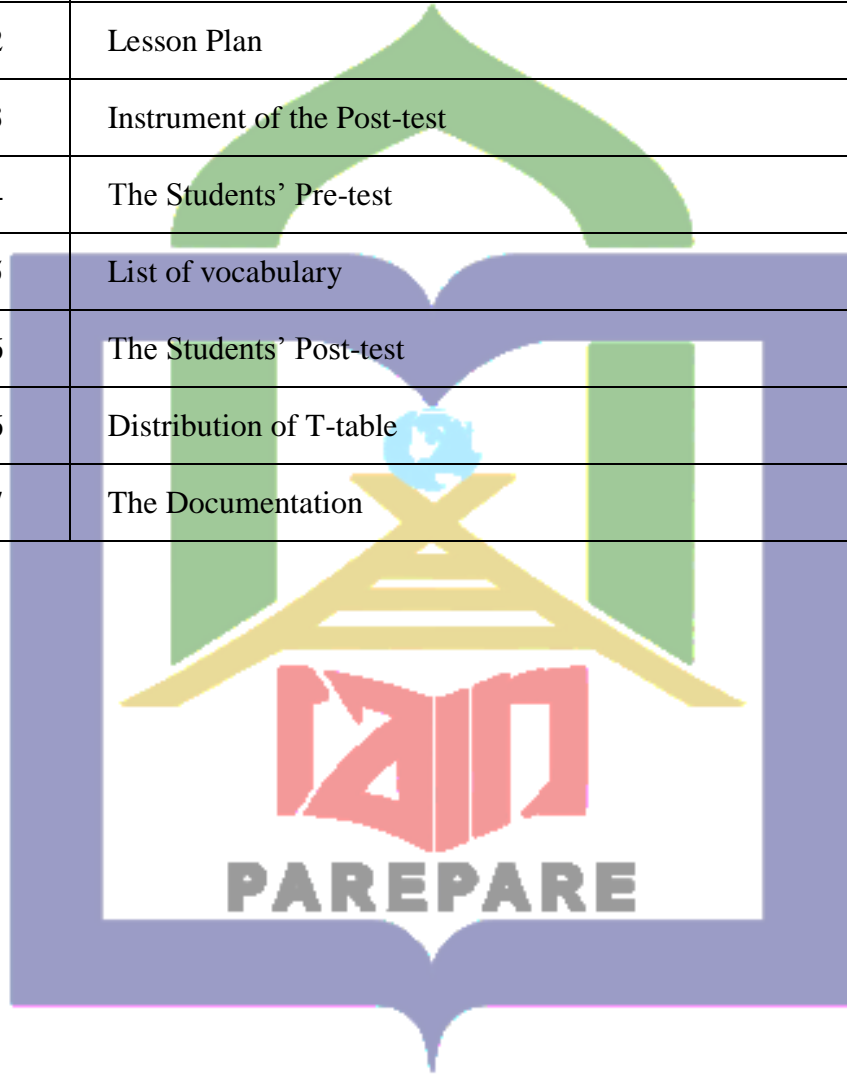 Lesson Plan
Instrument of the Post-test
The Students’ Pre-test
List of vocabulary
The Students’ Post-test
Distribution of T-table
The Documentation
iain
PAREPARE